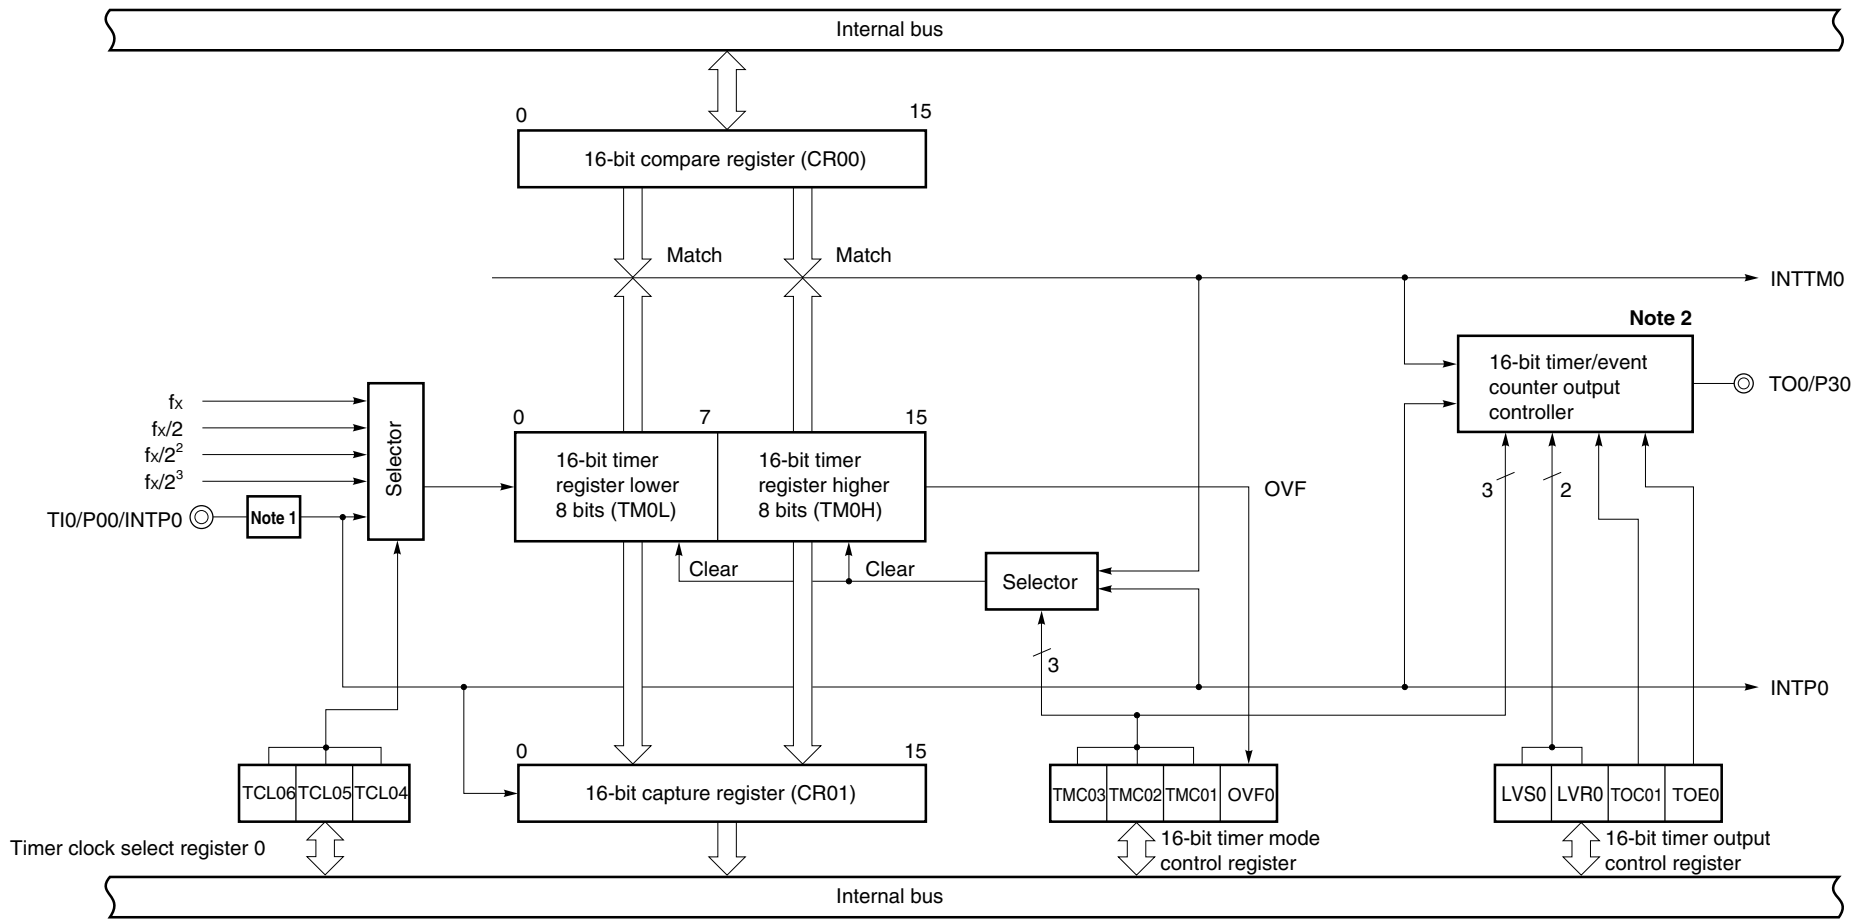 Internal bus
0
15
16-bit compare register (CR00)
Match
Match
INTTM0
Note 2
16-bit timer/event
counter output
controller
TO0/P30
fX
fX/2
fX/2²
fX/2³
TI0/P00/INTP0
Note 1
Selector
0
7
15
16-bit timer
register lower
8 bits (TM0L)
16-bit timer
register higher
8 bits (TM0H)
OVF
3
2
Clear
Clear
Selector
3
INTP0
0
15
TCL06
TCL05
TCL04
16-bit capture register (CR01)
TMC03
TMC02
TMC01
OVF0
LVS0
LVR0
TOC01
TOE0
Timer clock select register 0
16-bit timer mode
control register
16-bit timer output
control register
Internal bus